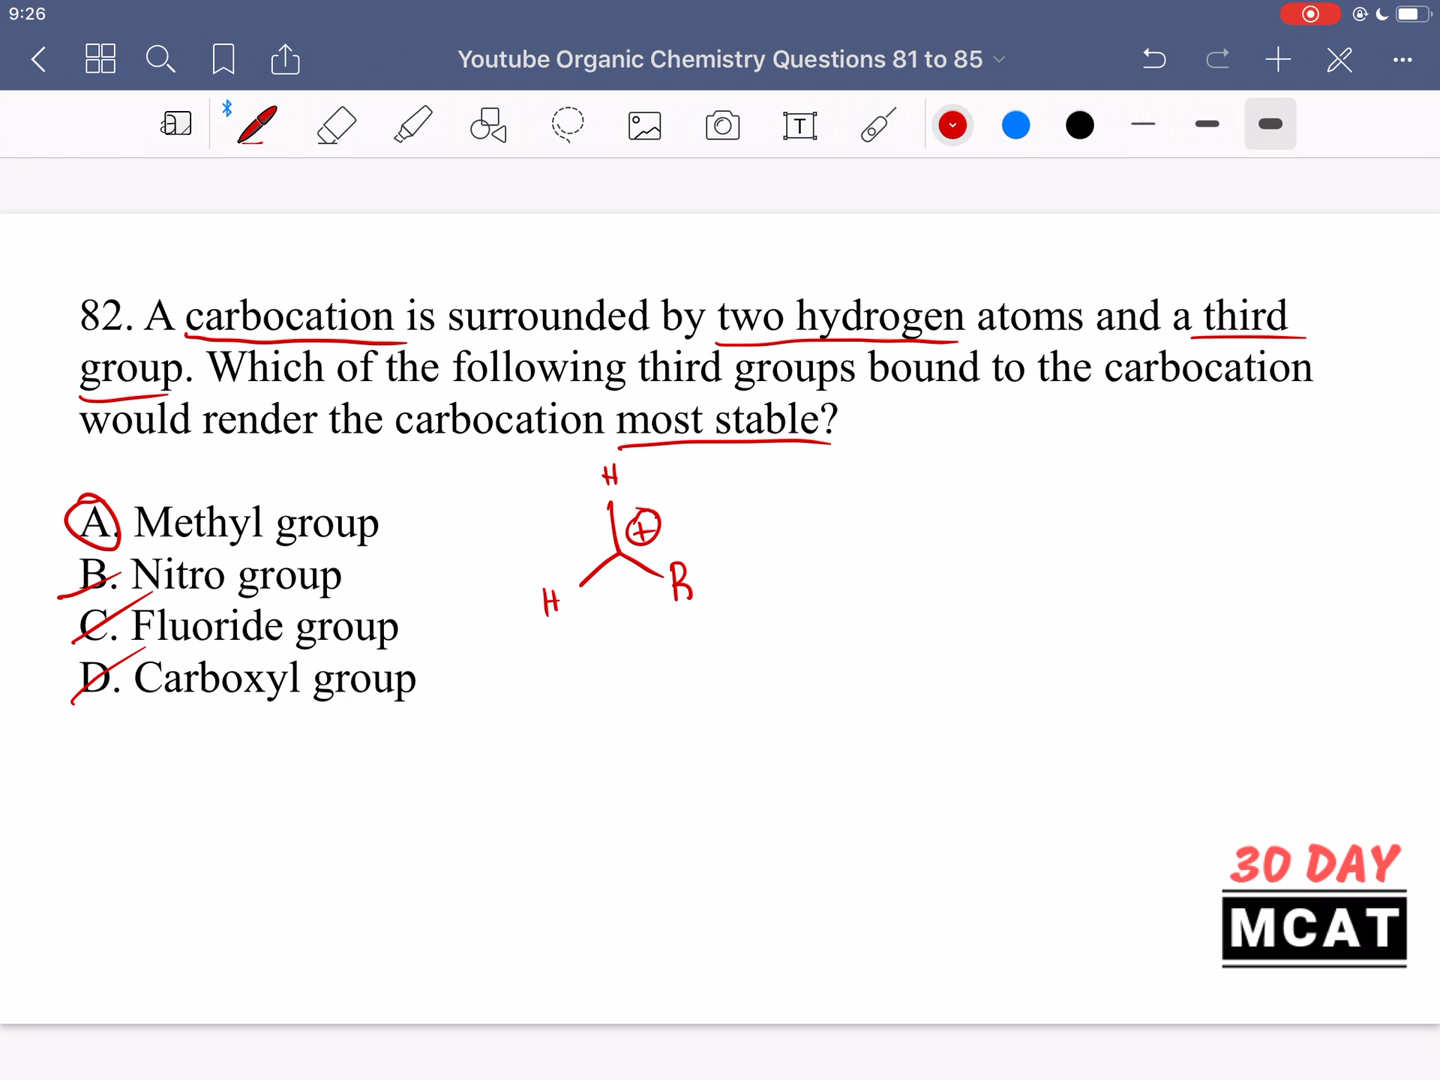 9:26
Youtube Organic Chemistry Questions 81 to 85
82. A carbocation is surrounded by two hydrogen atoms and a third
group. Which of the following third groups bound to the carbocation
would render the carbocation most stable?
H
A. Methyl group
+
B. Nitro group
R
H
C. Fluoride group
D. Carboxyl group
30 DAY
MCAT